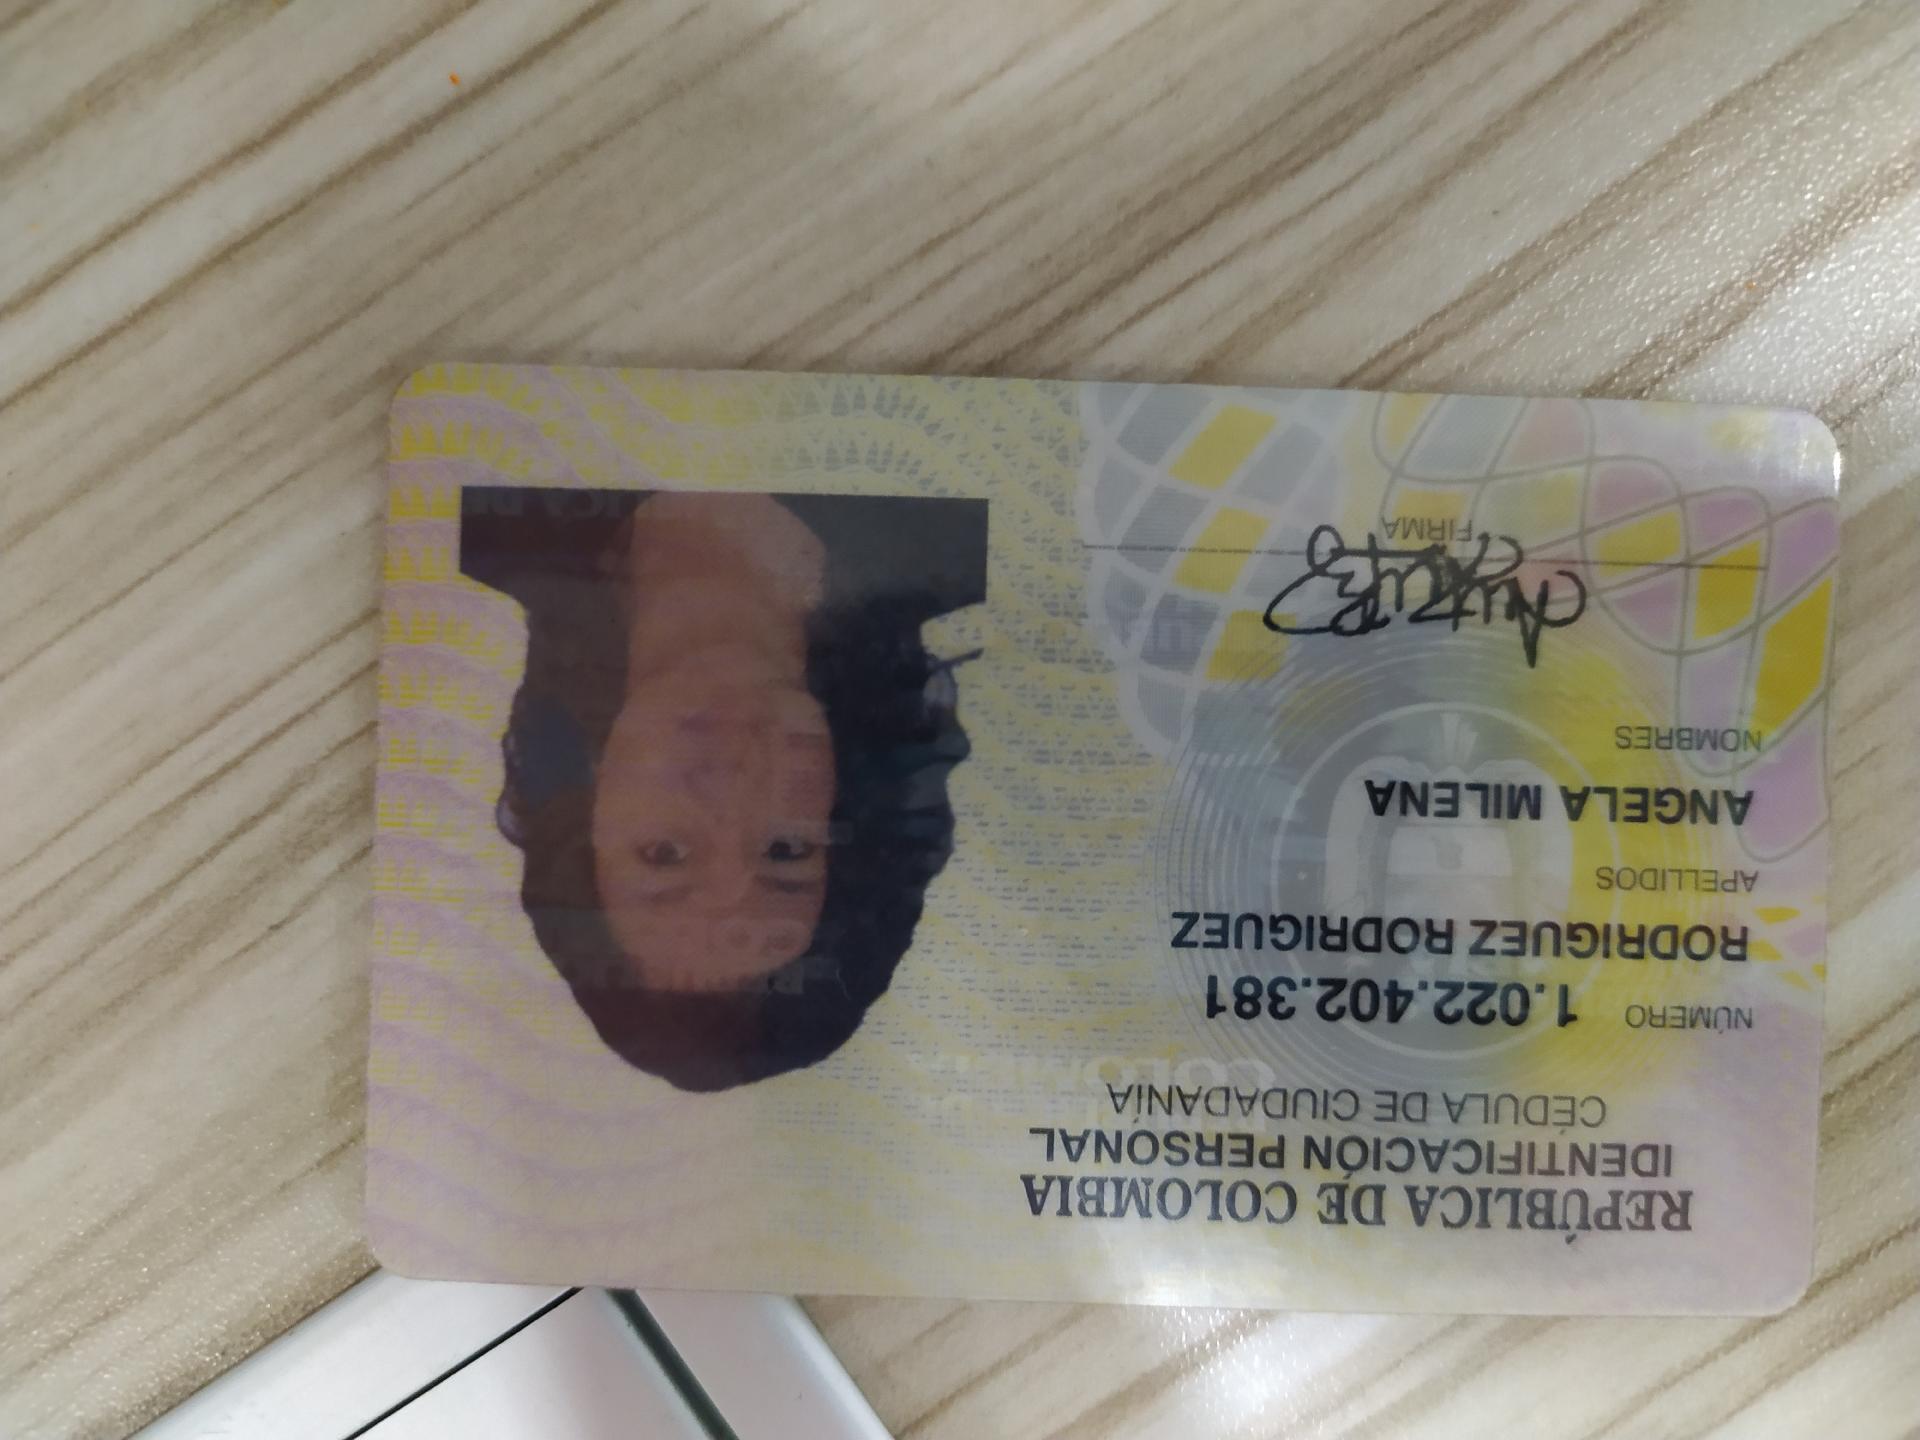 REPÚBLICA DE COLOMBIA
IDENTIFICACIÓN PERSONAL
CÉDULA DE CIUDADANÍA
NÚMERO 1.022.402.381
RODRIGUEZ RODRIGUEZ
APELLIDOS
ANGELA MILENA
NOMBRES
FIRMA